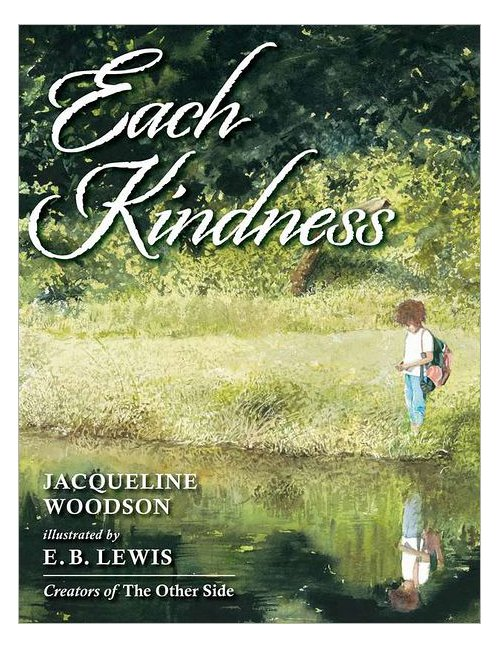 Each
Kindness
JACQUELINE
WOODSON
illustrated by
E. B. LEWIS
Creators of The Other Side